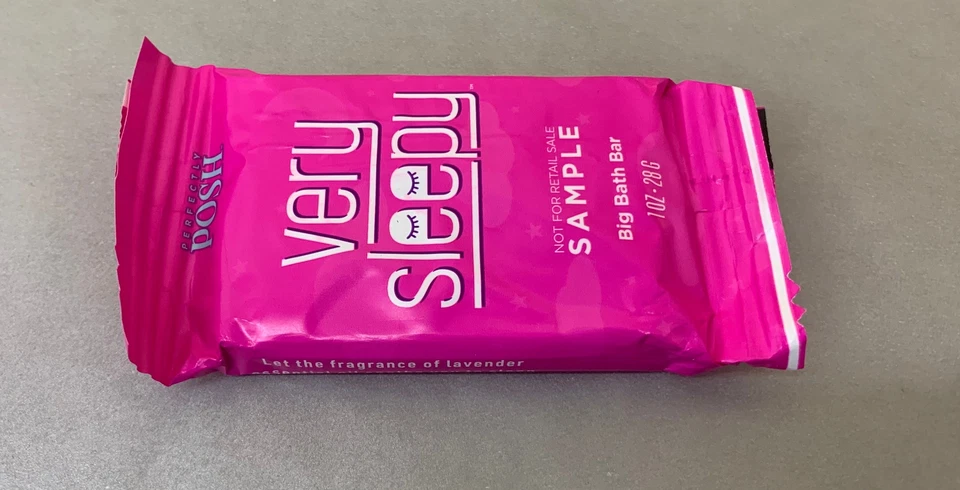 PERFECTLY
POSH
very
sleepy
NOT FOR RETAIL SALE
SAMPLE
Big Bath Bar
1 OZ • 28 G
Let the fragrance of lavender
essential